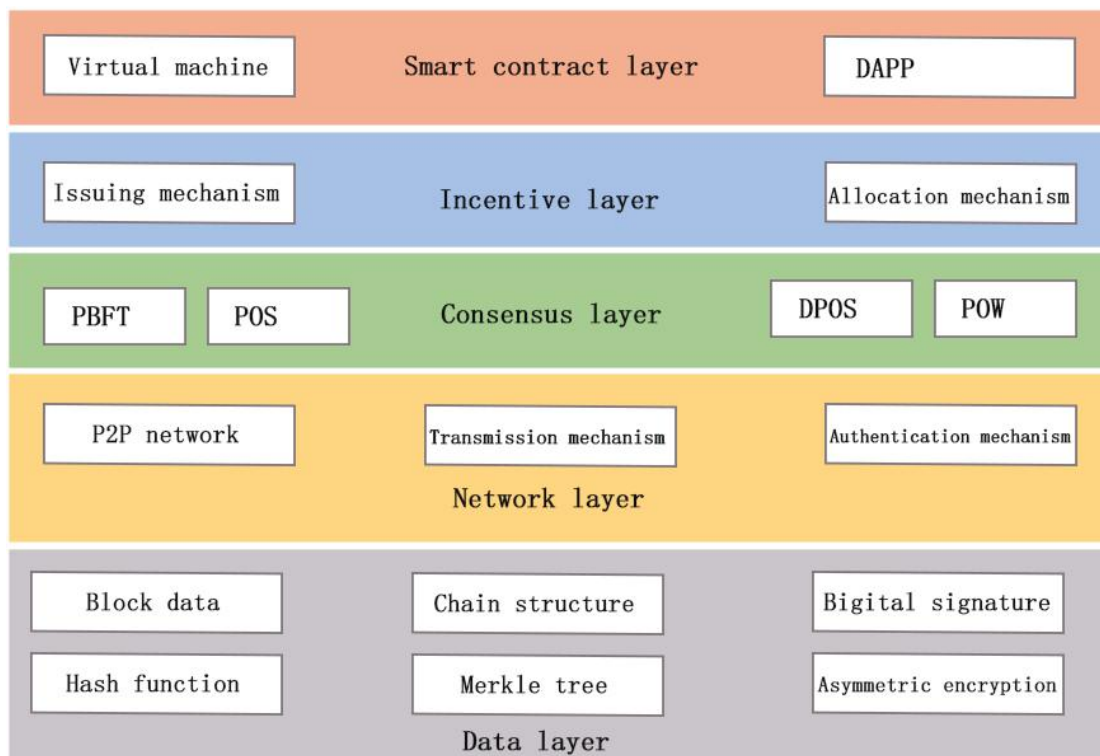 Virtual machine
Smart contract layer
DAPP
Issuing mechanism
Incentive layer
Allocation mechanism
PBFT
POS
Consensus layer
DPOS
POW
P2P network
Transmission mechanism
Authentication mechanism
Network layer
Block data
Chain structure
Bigital signature
Hash function
Merkle tree
Asymmetric encryption
Data layer